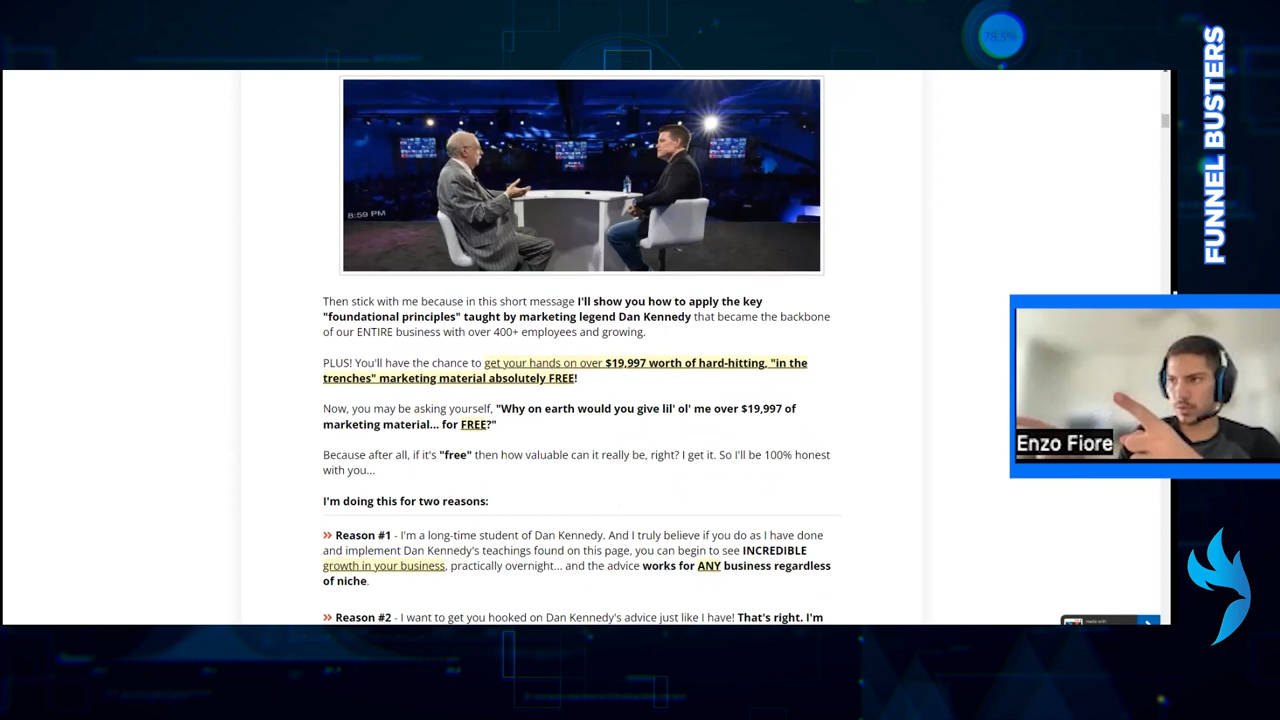 78.5%
FUNNEL BUSTERS
8:59 PM
Then stick with me because in this short message I'll show you how to apply the key
"foundational principles" taught by marketing legend Dan Kennedy that became the backbone
of our ENTIRE business with over 400+ employees and growing.
PLUS! You'll have the chance to get your hands on over $19,997 worth of hard-hitting, "in the
trenches" marketing material absolutely FREE!
Now, you may be asking yourself, "Why on earth would you give lil' ol' me over $19,997 of
marketing material... for FREE?"
Because after all, if it's "free" then how valuable can it really be, right? I get it. So I'll be 100% honest
with you...
I'm doing this for two reasons:
» Reason #1 - I'm a long-time student of Dan Kennedy. And I truly believe if you do as I have done
and implement Dan Kennedy's teachings found on this page, you can begin to see INCREDIBLE
growth in your business, practically overnight... and the advice works for ANY business regardless
of niche.
» Reason #2 - I want to get you hooked on Dan Kennedy's advice just like I have! That's right. I'm
Enzo Fiore